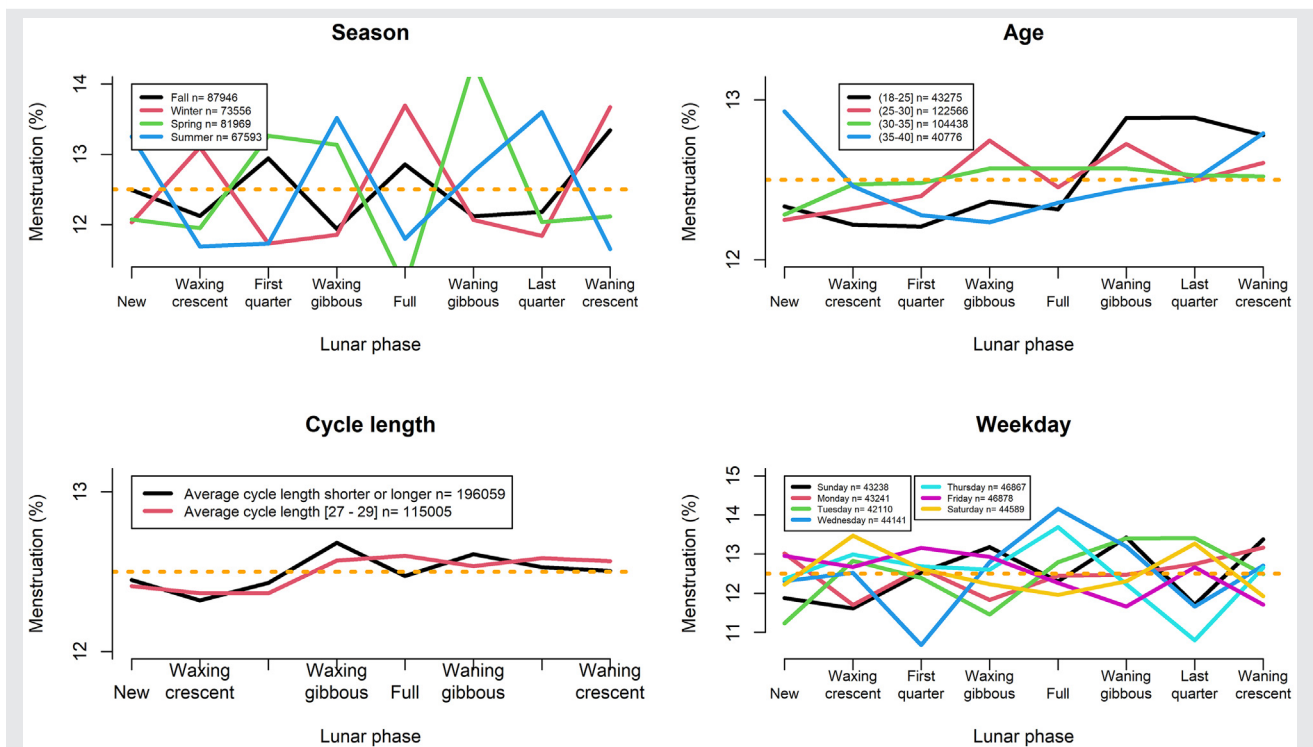 Season
Menstruation (%)
14
13
12
Fall n= 87946
Winter n= 73556
Spring n= 81969
Summer n= 67593
New
Waxing crescent
First quarter
Waxing gibbous
Full
Waning gibbous
Last quarter
Waning crescent
Lunar phase
Age
Menstruation (%)
13
12
(18-25] n= 43275
(25-30] n= 122566
(30-35] n= 104438
(35-40] n= 40776
New
Waxing crescent
First quarter
Waxing gibbous
Full
Waning gibbous
Last quarter
Waning crescent
Lunar phase
Cycle length
Menstruation (%)
13
12
Average cycle length shorter or longer n= 196059
Average cycle length [27 - 29] n= 115005
New
Waxing crescent
Waxing gibbous
Full
Waning gibbous
Waning crescent
Lunar phase
Weekday
Menstruation (%)
15
14
13
12
11
Sunday n= 43238
Monday n= 43241
Tuesday n= 42110
Wednesday n= 44141
Thursday n= 46867
Friday n= 46878
Saturday n= 44589
New
Waxing crescent
First quarter
Waxing gibbous
Full
Waning gibbous
Last quarter
Waning crescent
Lunar phase